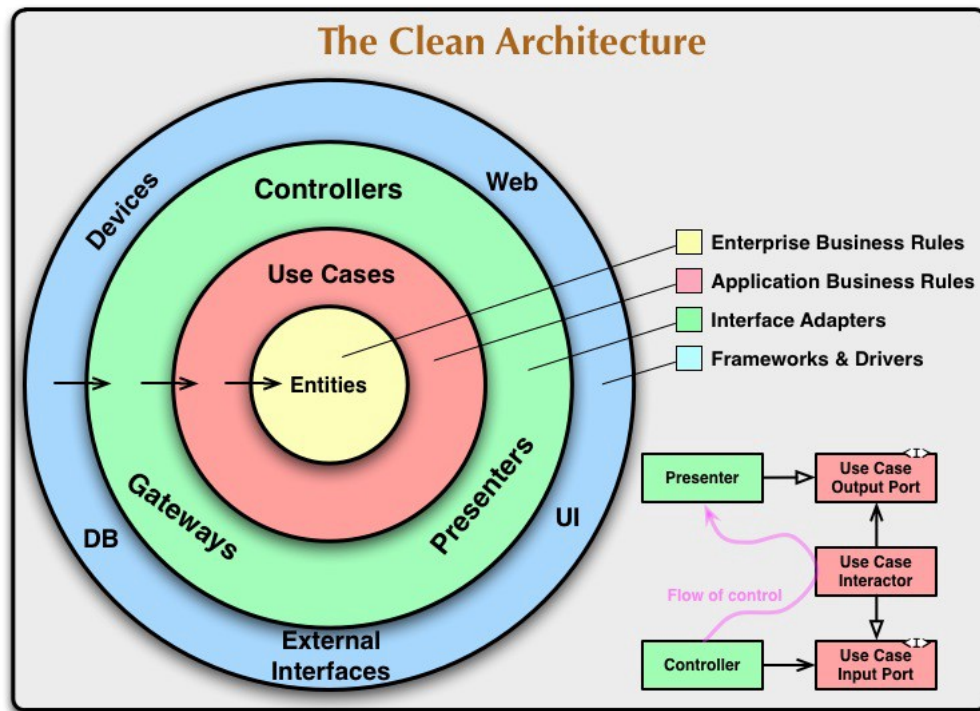 The Clean Architecture
Devices
Web
Controllers
Use Cases
Entities
Gateways
Presenters
DB
UI
External
Interfaces
Enterprise Business Rules
Application Business Rules
Interface Adapters
Frameworks & Drivers
Presenter
<I>
Use Case
Output Port
Flow of control
Use Case
Interactor
Controller
<I>
Use Case
Input Port